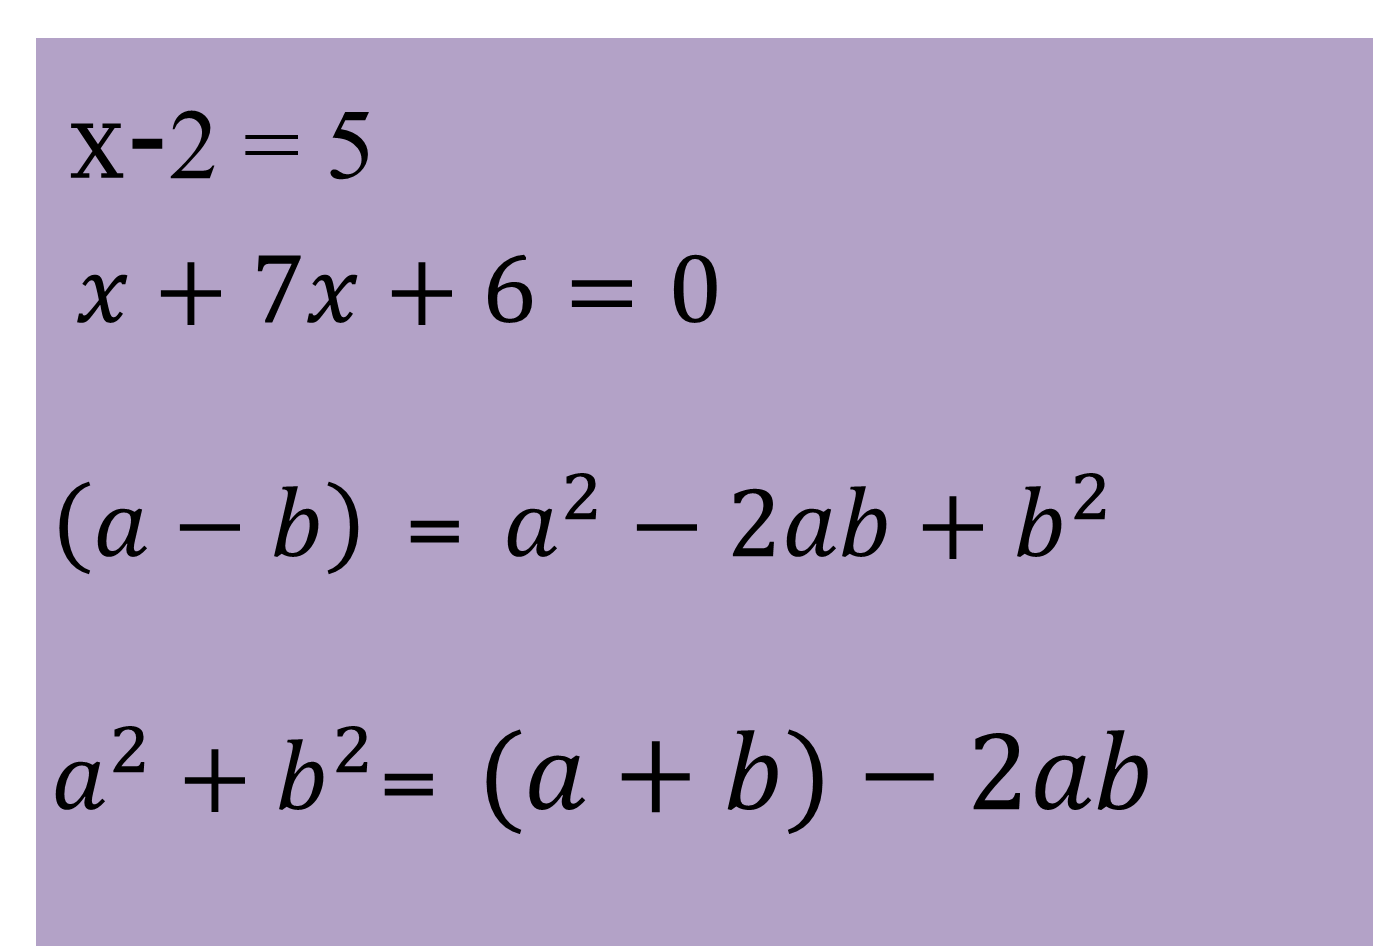 x-2 = 5
x + 7x + 6 = 0
(a − b) = a² − 2ab + b²
a² + b² = (a + b) − 2ab